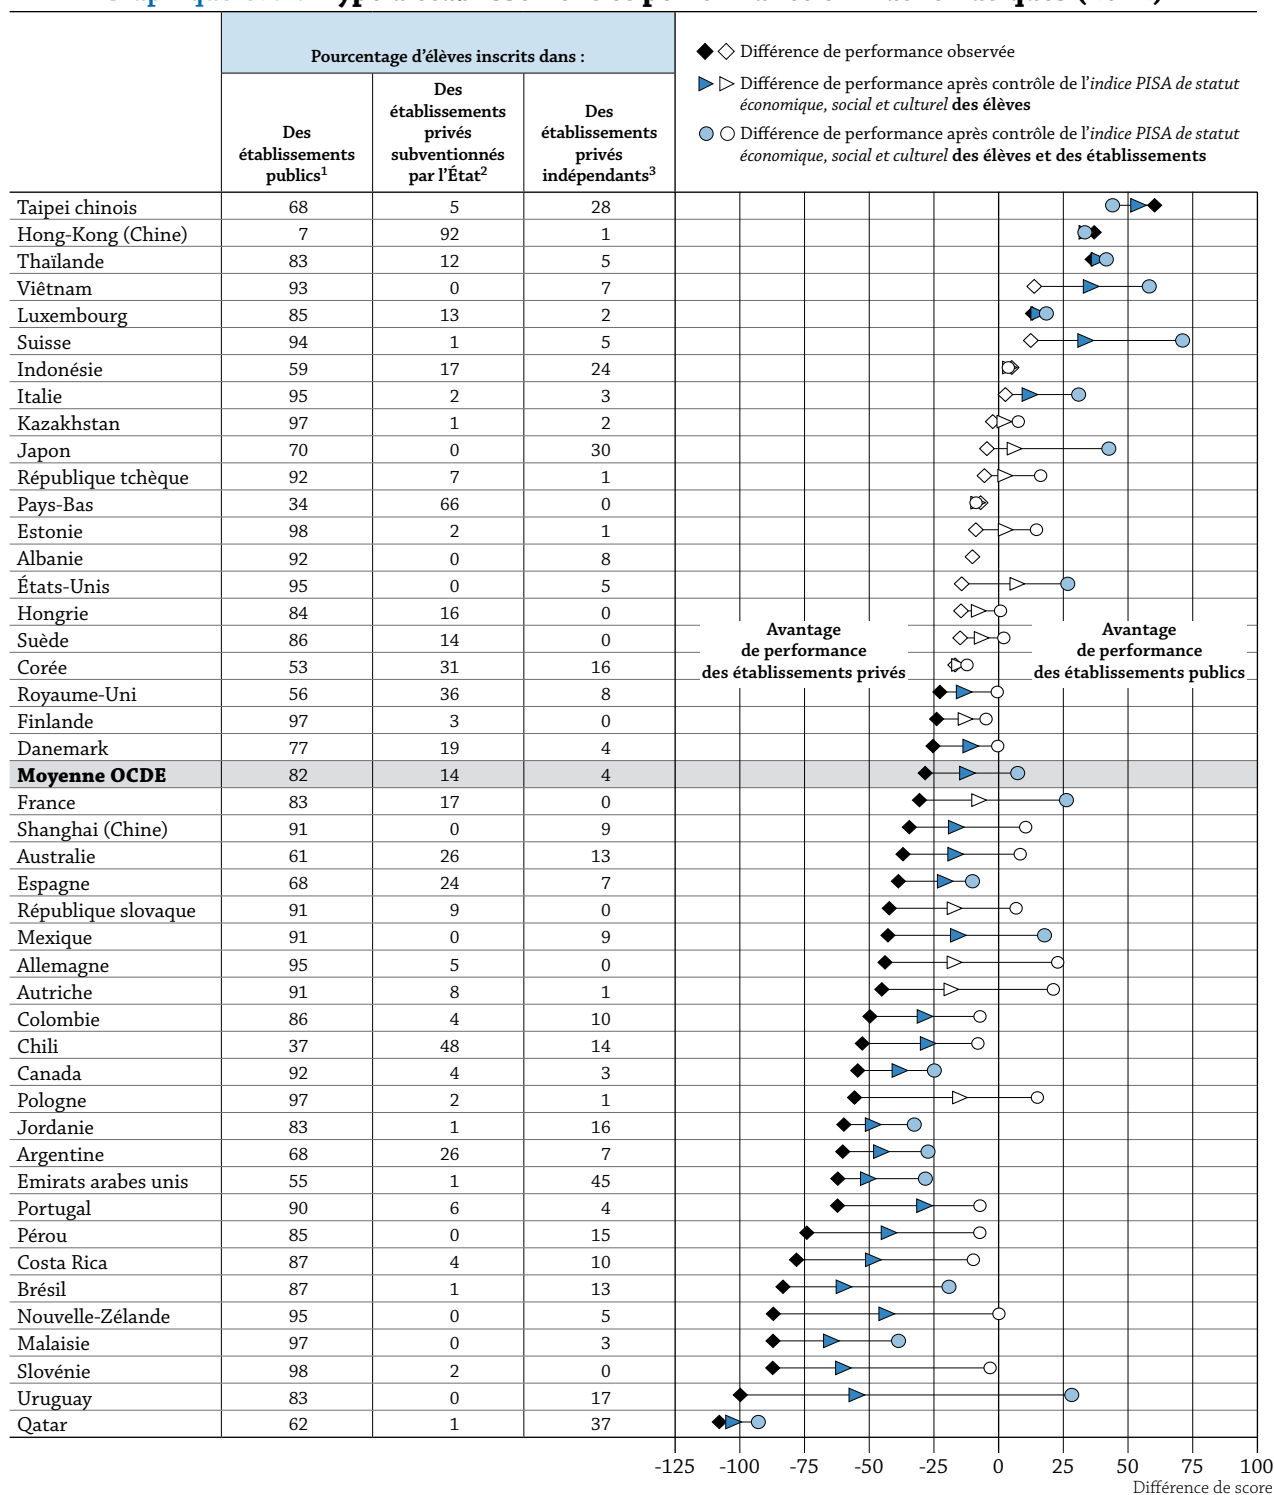 Pourcentage d'élèves inscrits dans :
Des
établissements
publics1
Des
établissements
privés
subventionnés
par l'État2
Des
établissements
privés
indépendants3
Différence de performance observée
Différence de performance après contrôle de l'indice PISA de statut
économique, social et culturel des élèves
Différence de performance après contrôle de l'indice PISA de statut
économique, social et culturel des élèves et des établissements
Taipei chinois 68 5 28
Hong-Kong (Chine) 7 92 1
Thaïlande 83 12 5
Viêtnam 93 0 7
Luxembourg 85 13 2
Suisse 94 1 5
Indonésie 59 17 24
Italie 95 2 3
Kazakhstan 97 1 2
Japon 70 0 30
République tchèque 92 7 1
Pays-Bas 34 66 0
Estonie 98 2 1
Albanie 92 0 8
États-Unis 95 0 5
Hongrie 84 16 0
Suède 86 14 0
Corée 53 31 16
Royaume-Uni 56 36 8
Finlande 97 3 0
Danemark 77 19 4
Moyenne OCDE 82 14 4
France 83 17 0
Shanghai (Chine) 91 0 9
Australie 61 26 13
Espagne 68 24 7
République slovaque 91 9 0
Mexique 91 0 9
Allemagne 95 5 0
Autriche 91 8 1
Colombie 86 4 10
Chili 37 48 14
Canada 92 4 3
Pologne 97 2 1
Jordanie 83 1 16
Argentine 68 26 7
Emirats arabes unis 55 1 45
Portugal 90 6 4
Pérou 85 0 15
Costa Rica 87 4 10
Brésil 87 1 13
Nouvelle-Zélande 95 0 5
Malaisie 97 0 3
Slovénie 98 2 0
Uruguay 83 0 17
Qatar 62 1 37
Avantage
de performance
des établissements privés
Avantage
de performance
des établissements publics
-125 -100 -75 -50 -25 0 25 50 75 100
Différence de score